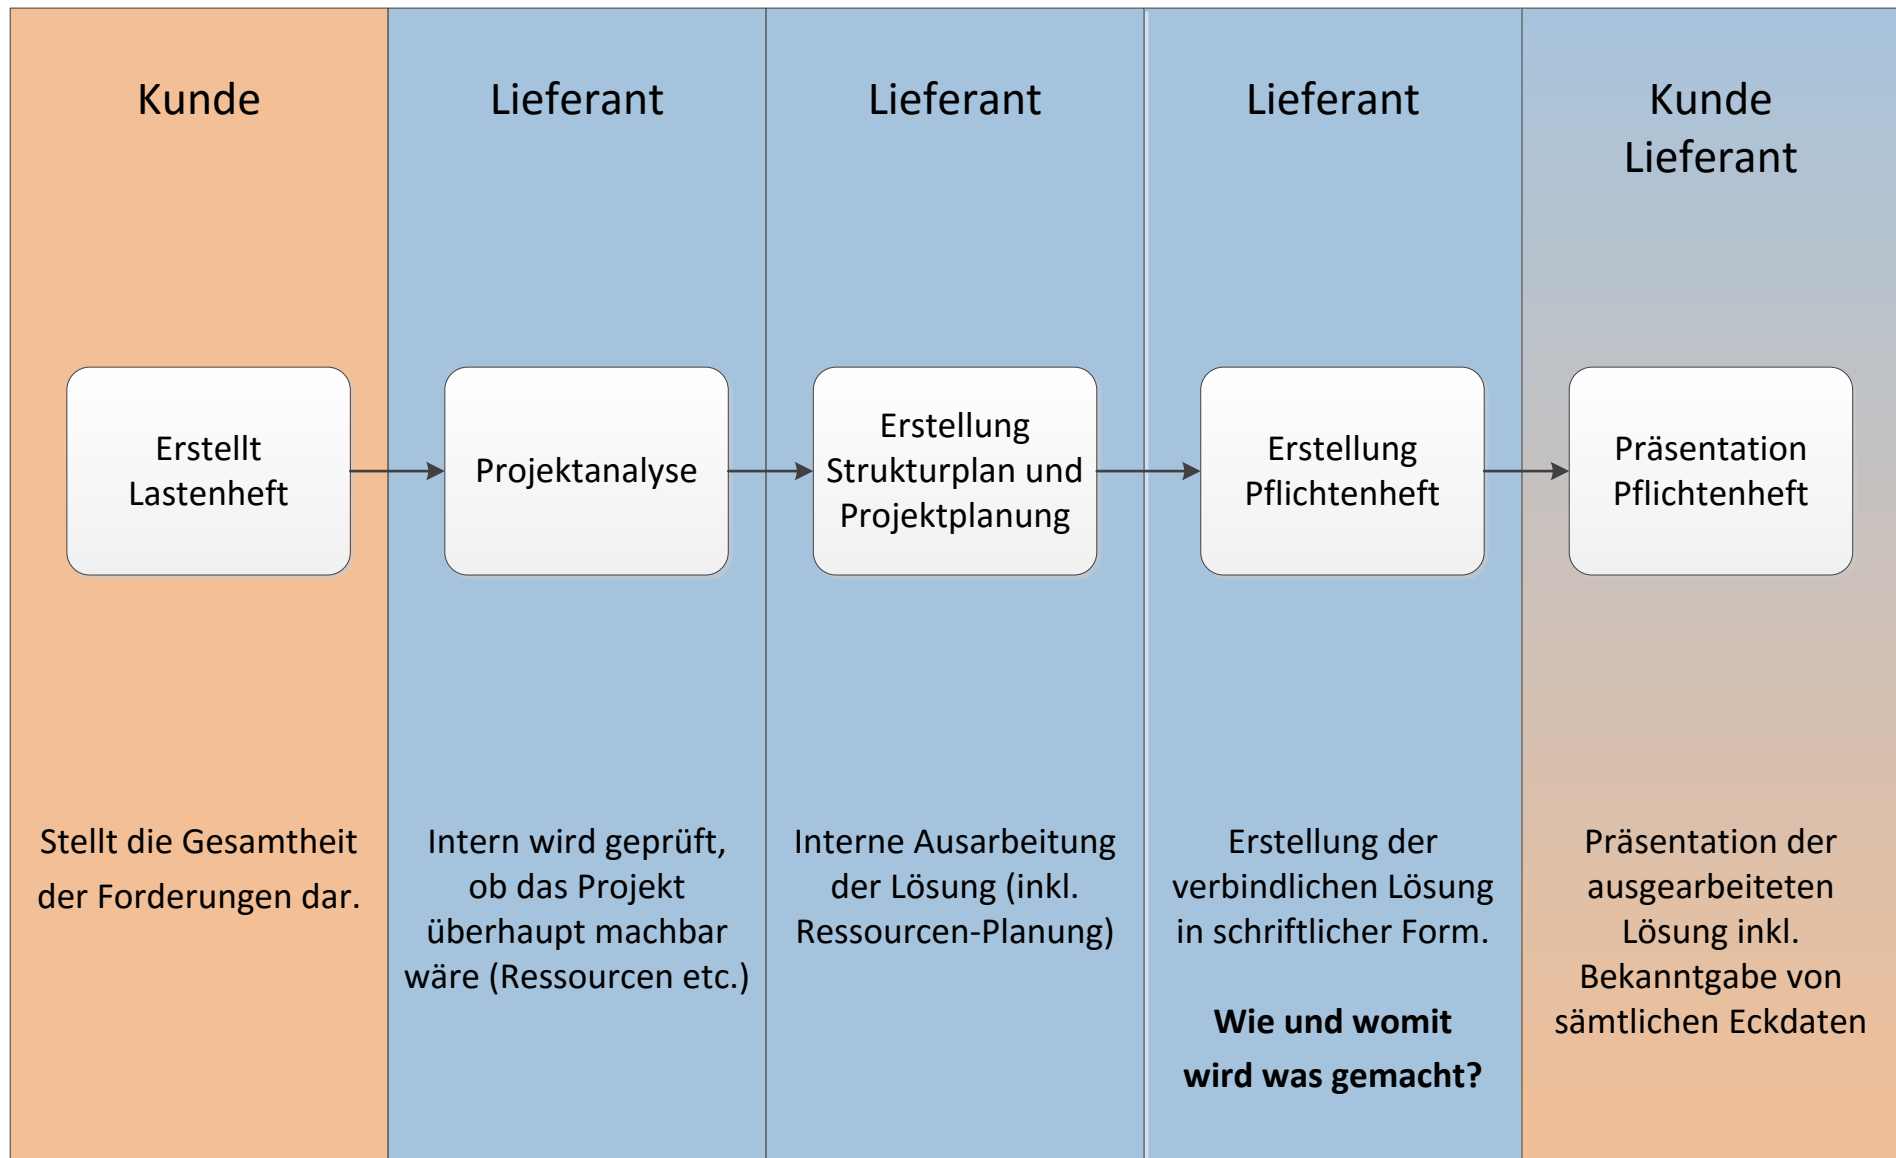 Kunde
Lieferant
Lieferant
Lieferant
Kunde
Lieferant
Erstellt
Lastenheft
Projektanalyse
Erstellung
Strukturplan und
Projektplanung
Erstellung
Pflichtenheft
Präsentation
Pflichtenheft
Stellt die Gesamtheit
der Forderungen dar.
Intern wird geprüft,
ob das Projekt
überhaupt machbar
wäre (Ressourcen etc.)
Interne Ausarbeitung
der Lösung (inkl.
Ressourcen-Planung)
Erstellung der
verbindlichen Lösung
in schriftlicher Form.
Wie und womit
wird was gemacht?
Präsentation der
ausgearbeiteten
Lösung inkl.
Bekanntgabe von
sämtlichen Eckdaten